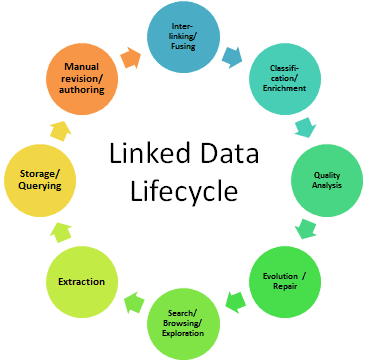 Inter-
linking/
Fusing
Classifi-
cation/
Enrichment
Quality
Analysis
Evolution /
Repair
Search/
Browsing/
Exploration
Extraction
Storage/
Querying
Manual
revision/
authoring
Linked Data
Lifecycle